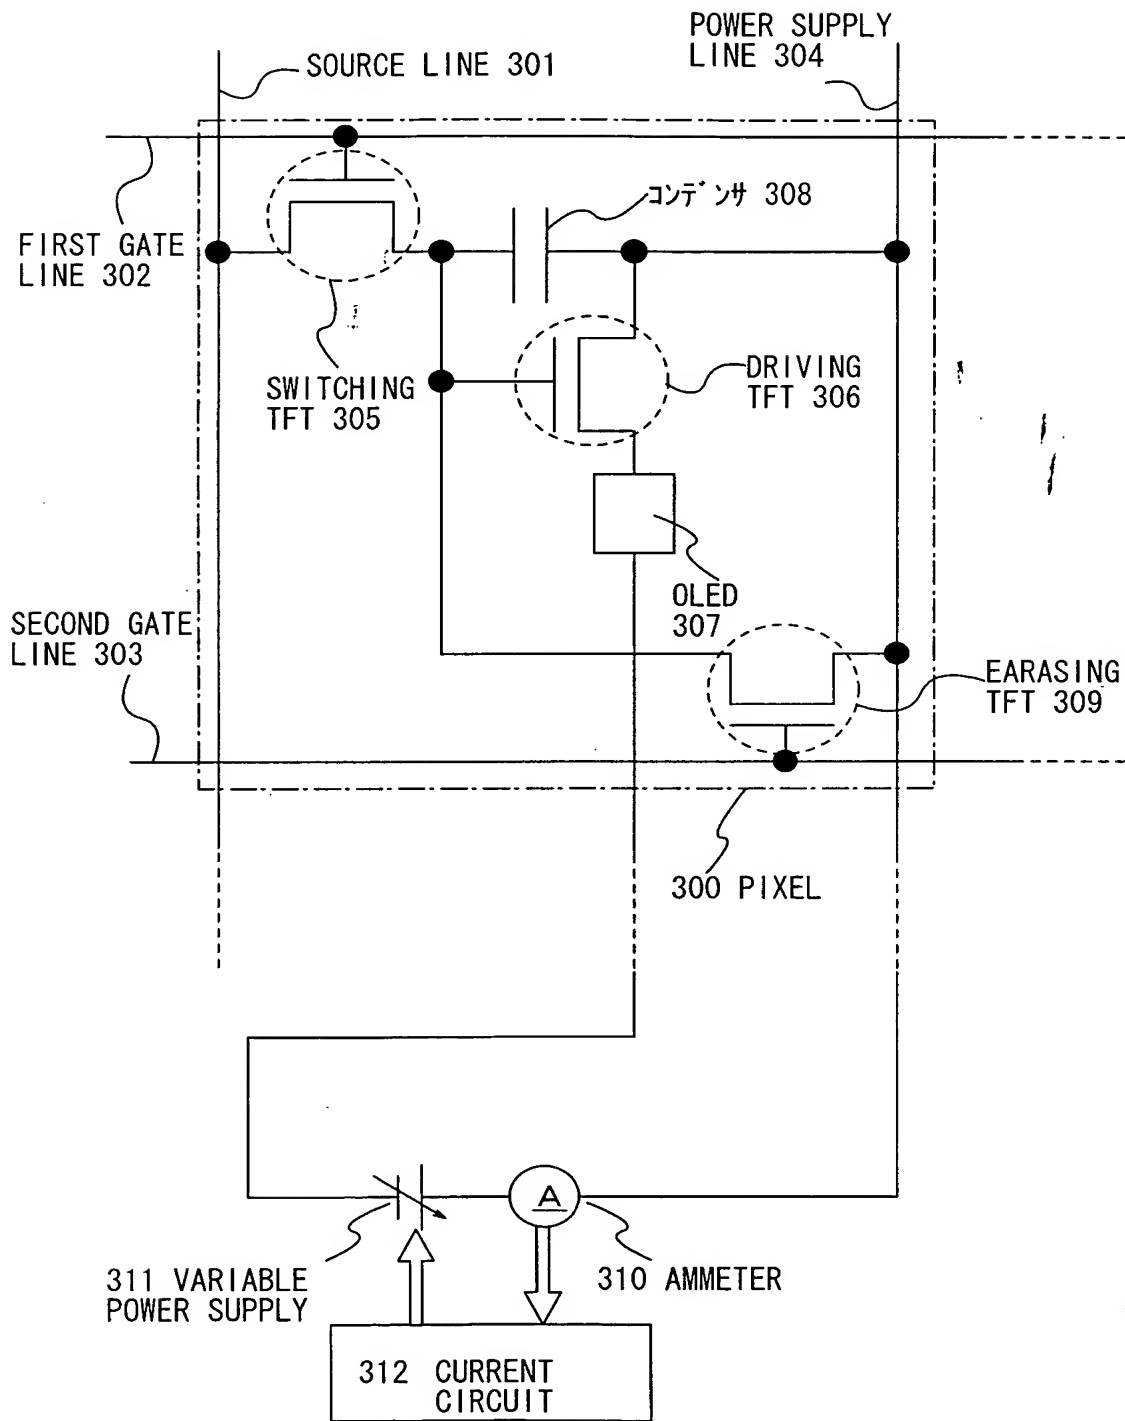 POWER SUPPLY
LINE 304
SOURCE LINE 301
コンデンサ 308
FIRST GATE
LINE 302
SWITCHING
TFT 305
DRIVING
TFT 306
OLED
307
SECOND GATE
LINE 303
EARASING
TFT 309
300 PIXEL
A
311 VARIABLE
POWER SUPPLY
310 AMMETER
312 CURRENT
CIRCUIT